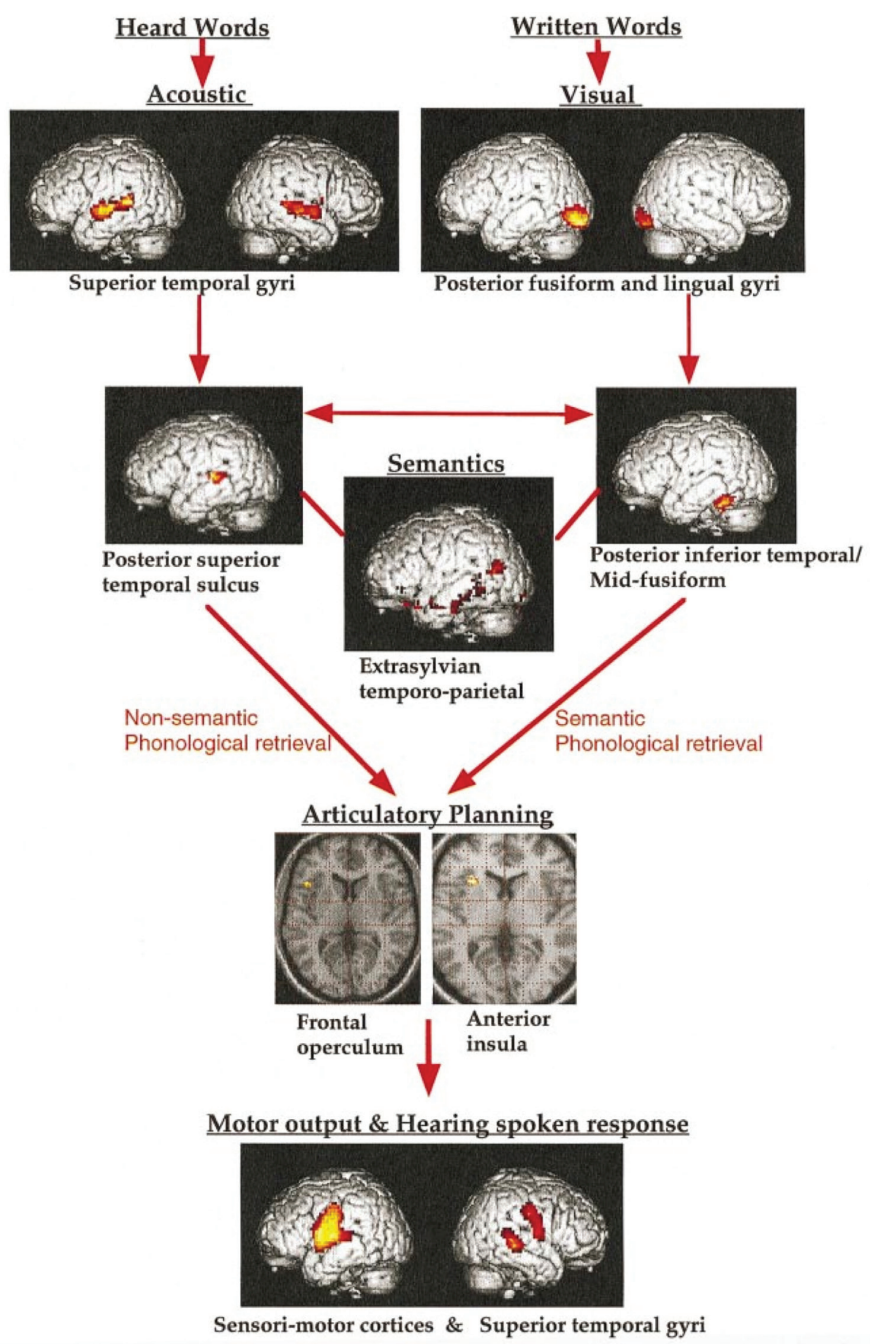 Heard Words
Written Words
Acoustic
Visual
Superior temporal gyri
Posterior fusiform and lingual gyri
Semantics
Posterior superior
temporal sulcus
Posterior inferior temporal/
Mid-fusiform
Extrasylvian
temporo-parietal
Non-semantic
Phonological retrieval
Semantic
Phonological retrieval
Articulatory Planning
Frontal
operculum
Anterior
insula
Motor output & Hearing spoken response
Sensori-motor cortices & Superior temporal gyri